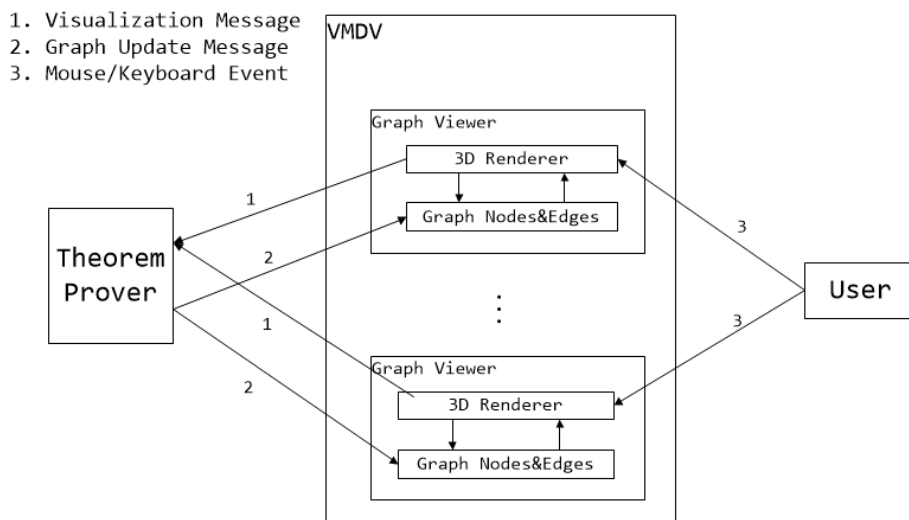 1. Visualization Message
2. Graph Update Message
3. Mouse/Keyboard Event
VMDV
Graph Viewer
3D Renderer
Graph Nodes&Edges
1
2
3
Theorem
Prover
User
⋮
1
2
3
Graph Viewer
3D Renderer
Graph Nodes&Edges